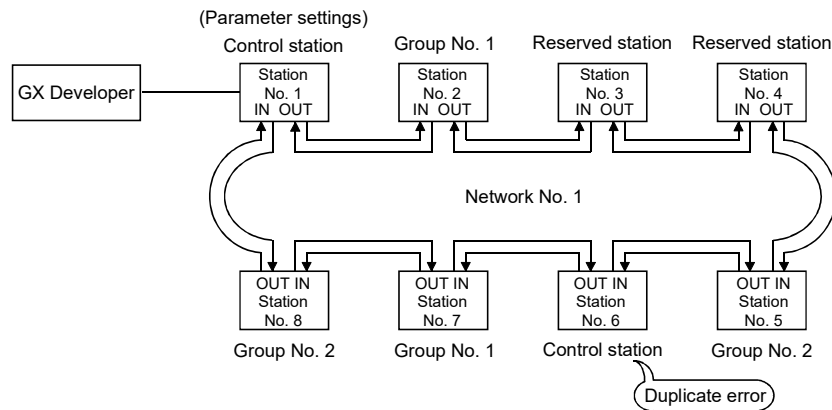 (Parameter settings)
Control station
Group No. 1
Reserved station
Reserved station
GX Developer
Station
No. 1
IN OUT
Station
No. 2
IN OUT
Station
No. 3
IN OUT
Station
No. 4
IN OUT
Network No. 1
OUT IN
Station
No. 8
OUT IN
Station
No. 7
OUT IN
Station
No. 6
OUT IN
Station
No. 5
Group No. 2
Group No. 1
Control station
Group No. 2
Duplicate error